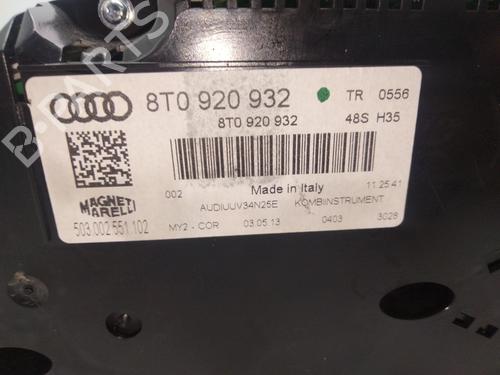 8T0 920 932
TR 0556
8T0 920 932
48S H35
002
Made in Italy
11.25.41
AUDIUUV34N25E KOMBIINSTRUMENT
MAGNETI
MARELLI
503.002.551.102
MY2 - COR 03.05.13 0403 3028
B-PARTS